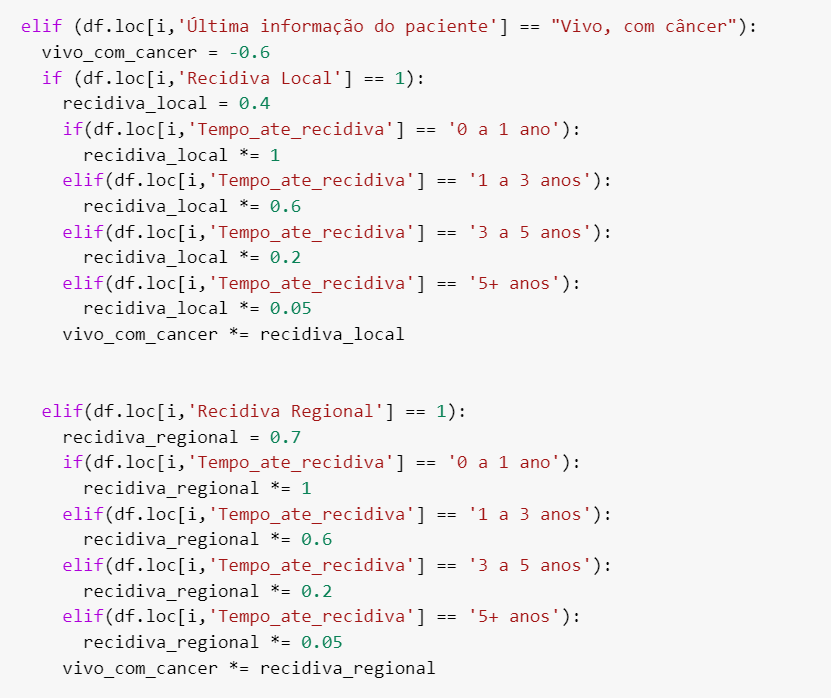 elif (df.loc[i,'Última informação do paciente'] == "Vivo, com câncer"):
  vivo_com_cancer = -0.6
  if (df.loc[i,'Recidiva Local'] == 1):
    recidiva_local = 0.4
    if(df.loc[i,'Tempo_ate_recidiva'] == '0 a 1 ano'):
      recidiva_local *= 1
    elif(df.loc[i,'Tempo_ate_recidiva'] == '1 a 3 anos'):
      recidiva_local *= 0.6
    elif(df.loc[i,'Tempo_ate_recidiva'] == '3 a 5 anos'):
      recidiva_local *= 0.2
    elif(df.loc[i,'Tempo_ate_recidiva'] == '5+ anos'):
      recidiva_local *= 0.05
    vivo_com_cancer *= recidiva_local
  elif(df.loc[i,'Recidiva Regional'] == 1):
    recidiva_regional = 0.7
    if(df.loc[i,'Tempo_ate_recidiva'] == '0 a 1 ano'):
      recidiva_regional *= 1
    elif(df.loc[i,'Tempo_ate_recidiva'] == '1 a 3 anos'):
      recidiva_regional *= 0.6
    elif(df.loc[i,'Tempo_ate_recidiva'] == '3 a 5 anos'):
      recidiva_regional *= 0.2
    elif(df.loc[i,'Tempo_ate_recidiva'] == '5+ anos'):
      recidiva_regional *= 0.05
    vivo_com_cancer *= recidiva_regional